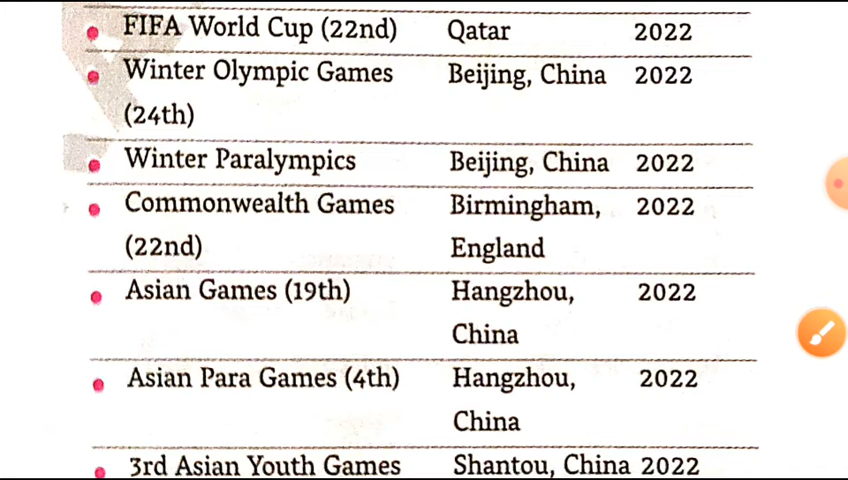 FIFA World Cup (22nd) Qatar 2022
Winter Olympic Games Beijing, China 2022
(24th)
Winter Paralympics Beijing, China 2022
Commonwealth Games Birmingham, 2022
(22nd) England
Asian Games (19th) Hangzhou, 2022
China
Asian Para Games (4th) Hangzhou, 2022
China
3rd Asian Youth Games Shantou, China 2022